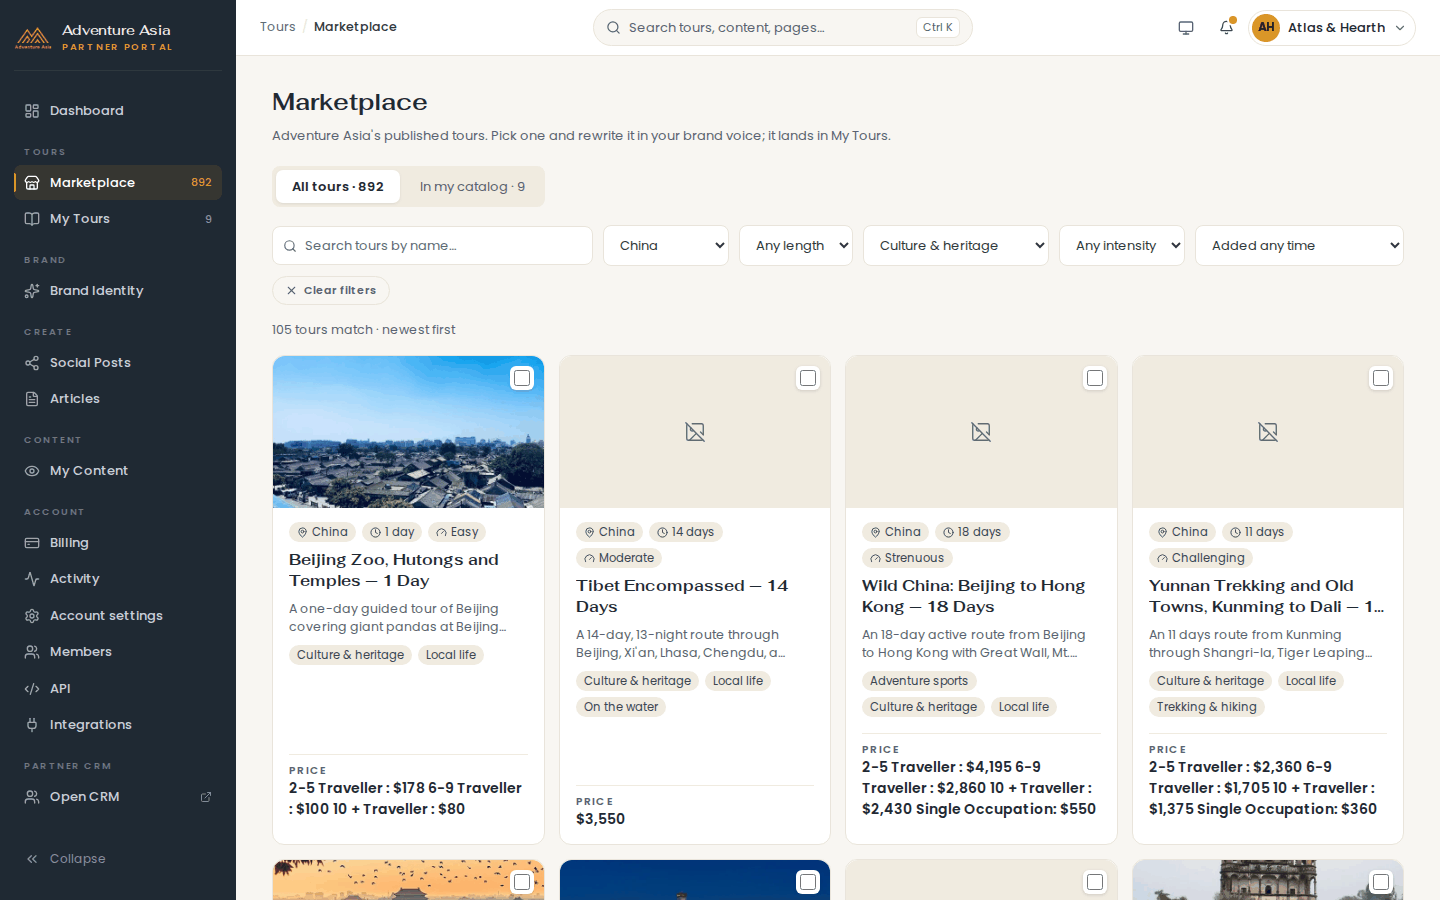 Adventure Asia
Adventure Asia
PARTNER PORTAL
Dashboard
TOURS
Marketplace 892
My Tours 9
BRAND
Brand Identity
CREATE
Social Posts
Articles
CONTENT
My Content
ACCOUNT
Billing
Activity
Account settings
Members
API
Integrations
PARTNER CRM
Open CRM
Collapse
Tours / Marketplace
Search tours, content, pages... Ctrl K
AH Atlas & Hearth
Marketplace
Adventure Asia's published tours. Pick one and rewrite it in your brand voice; it lands in My Tours.
All tours · 892 In my catalog · 9
Search tours by name... China Any length Culture & heritage Any intensity Added any time
Clear filters
105 tours match · newest first
China 1 day Easy
Beijing Zoo, Hutongs and
Temples — 1 Day
A one-day guided tour of Beijing
covering giant pandas at Beijing...
Culture & heritage Local life
PRICE
2-5 Traveller : $178 6-9 Traveller
: $100 10 + Traveller : $80
China 14 days
Moderate
Tibet Encompassed — 14
Days
A 14-day, 13-night route through
Beijing, Xi'an, Lhasa, Chengdu, a...
Culture & heritage Local life
On the water
PRICE
$3,550
China 18 days
Strenuous
Wild China: Beijing to Hong
Kong — 18 Days
An 18-day active route from Beijing
to Hong Kong with Great Wall, Mt....
Adventure sports
Culture & heritage Local life
PRICE
2-5 Traveller : $4,195 6-9
Traveller : $2,860 10 + Traveller :
$2,430 Single Occupation: $550
China 11 days
Challenging
Yunnan Trekking and Old
Towns, Kunming to Dali — 1...
An 11 days route from Kunming
through Shangri-la, Tiger Leaping...
Culture & heritage Local life
Trekking & hiking
PRICE
2-5 Traveller : $2,360 6-9
Traveller : $1,705 10 + Traveller :
$1,375 Single Occupation: $360